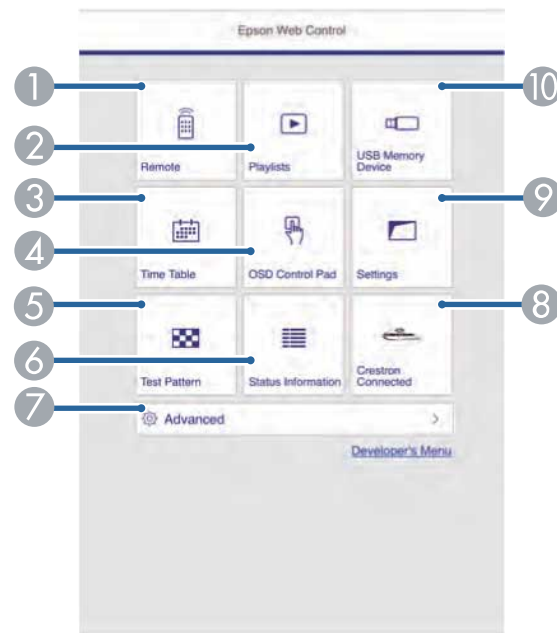 Epson Web Control
1
10
2
Remote
Playlists
USB Memory
Device
3
9
4
Time Table
OSD Control Pad
Settings
5
8
6
Test Pattern
Status Information
Crestron
Connected
7
Advanced
>
Developer's Menu